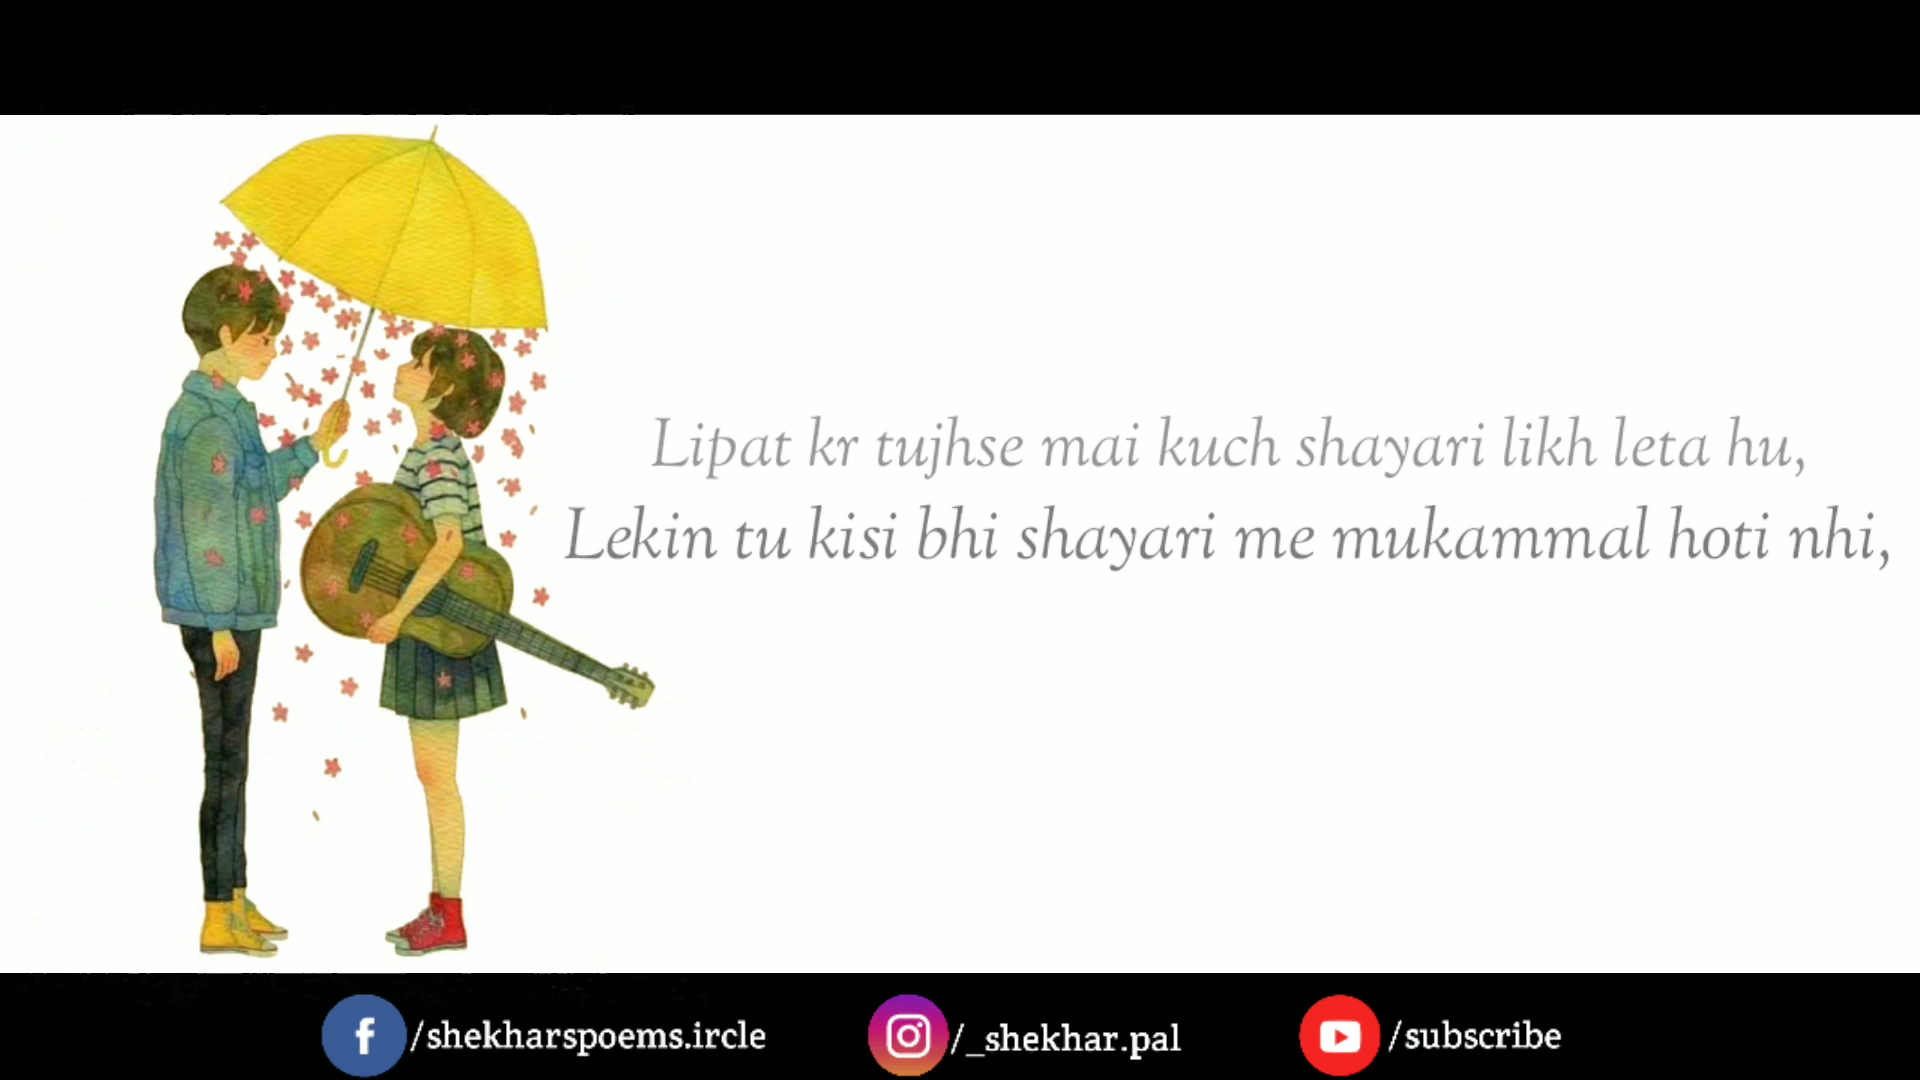 Lipat kr tujhse mai kuch shayari likh leta hu,
Lekin tu kisi bhi shayari me mukammal hoti nhi,
/shekharspoems.ircle
/_shekhar.pal
/subscribe